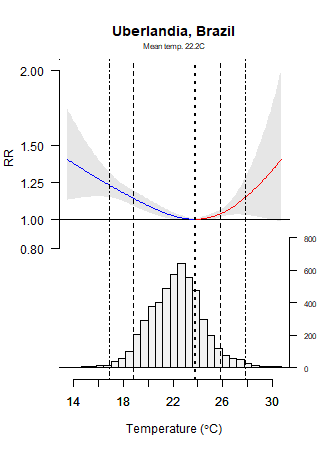 Uberlandia, Brazil
Mean temp. 22.2C
2.00
1.50
1.25
1.00
0.80
RR
800
600
400
200
0
14 18 22 26 30
Temperature (°C)